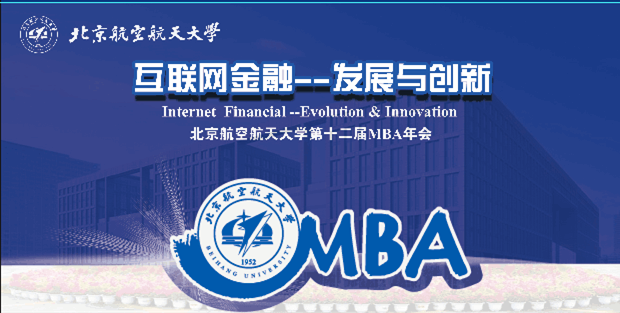 北京航空航天大学
互联网金融--发展与创新
Internet Financial --Evolution & Innovation
北京航空航天大学第十二届MBA年会
北京航空航天大学
BEIHANG UNIVERSITY
1952
MBA